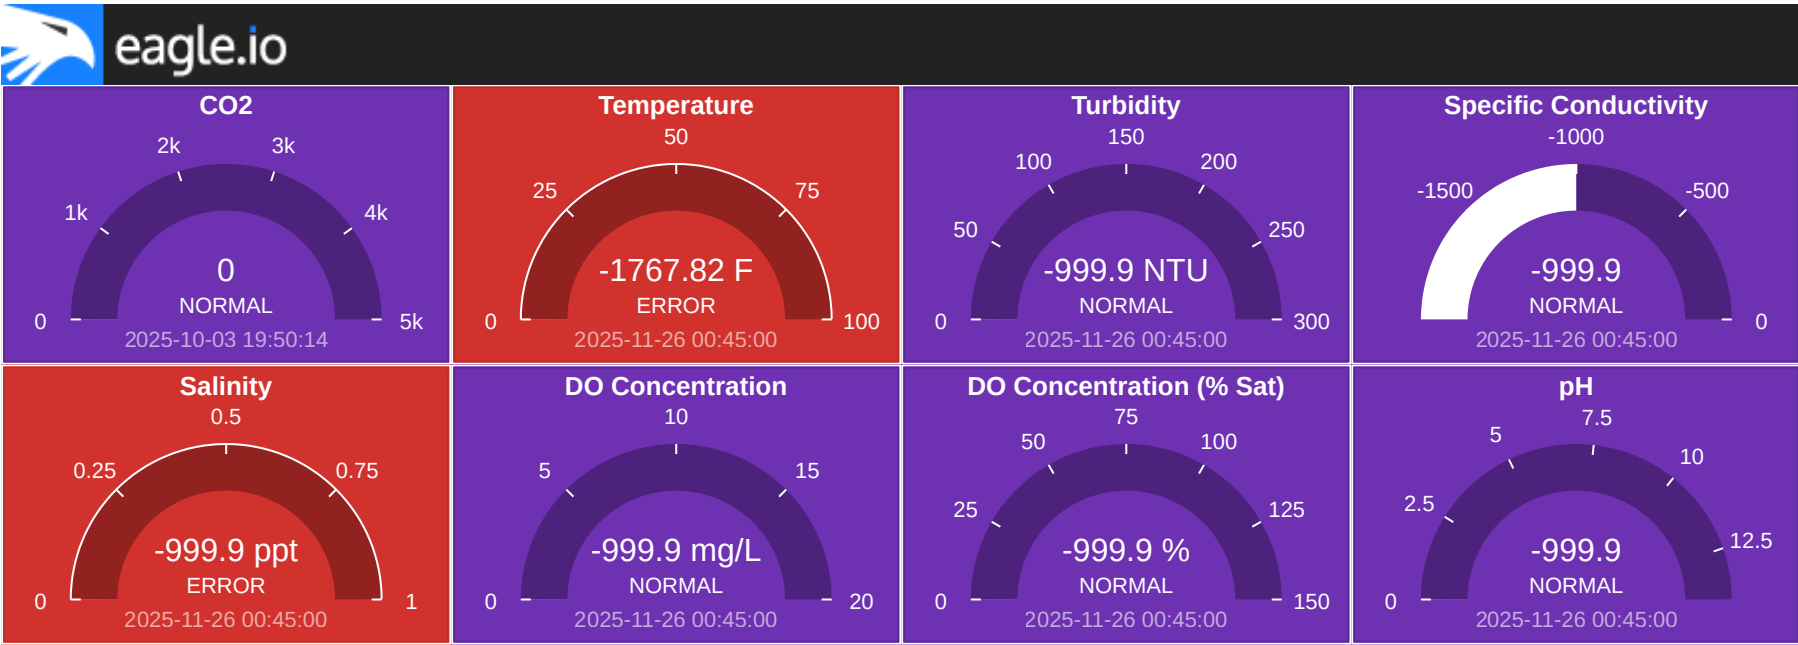 eagle.io
CO2
0
1k
2k
3k
4k
5k
0
NORMAL
2025-10-03 19:50:14
Temperature
0
25
50
75
100
-1767.82 F
ERROR
2025-11-26 00:45:00
Turbidity
0
50
100
150
200
250
300
-999.9 NTU
NORMAL
2025-11-26 00:45:00
Specific Conductivity
-1500
-1000
-500
0
-999.9
NORMAL
2025-11-26 00:45:00
Salinity
0
0.25
0.5
0.75
1
-999.9 ppt
ERROR
2025-11-26 00:45:00
DO Concentration
0
5
10
15
20
-999.9 mg/L
NORMAL
2025-11-26 00:45:00
DO Concentration (% Sat)
0
25
50
75
100
125
150
-999.9 %
NORMAL
2025-11-26 00:45:00
pH
0
2.5
5
7.5
10
12.5
-999.9
NORMAL
2025-11-26 00:45:00